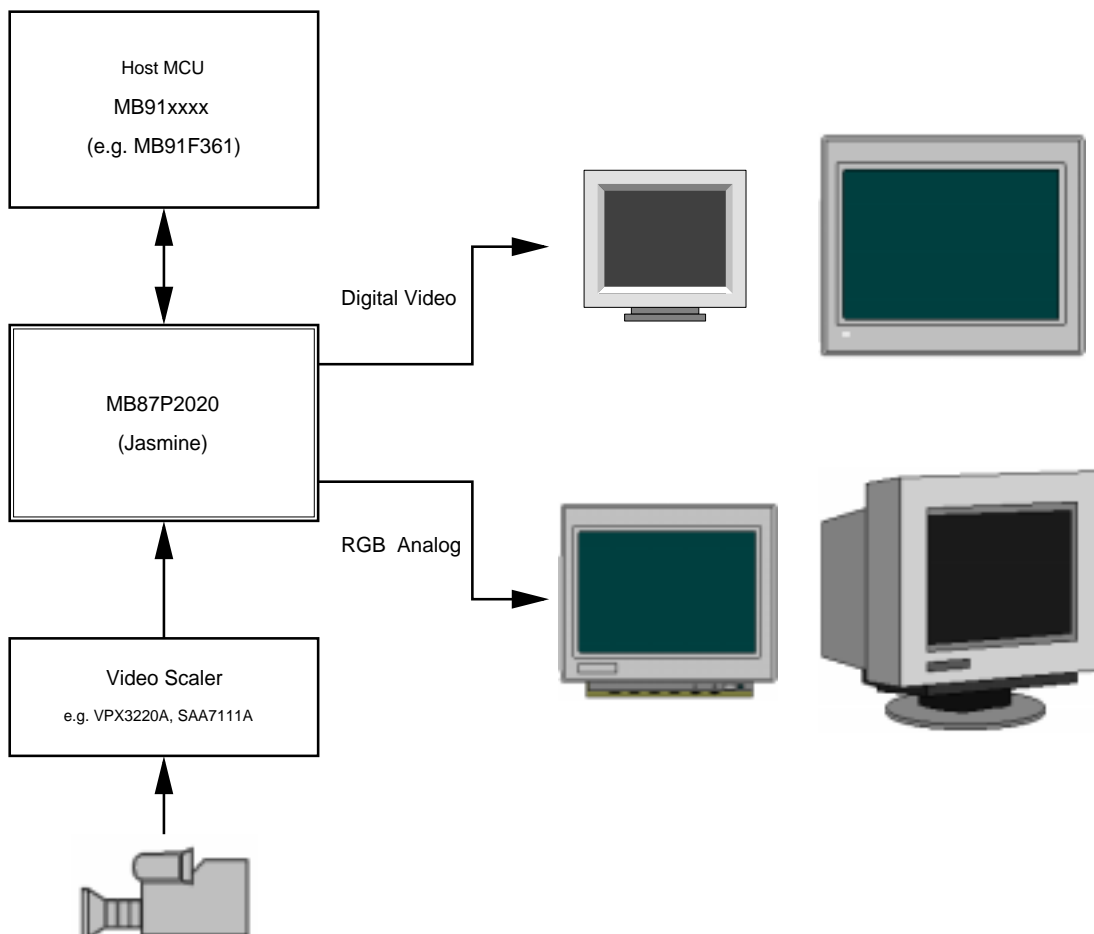 Host MCU
MB91xxxx
(e.g. MB91F361)
Digital Video
MB87P2020
(Jasmine)
RGB Analog
Video Scaler
e.g. VPX3220A, SAA7111A